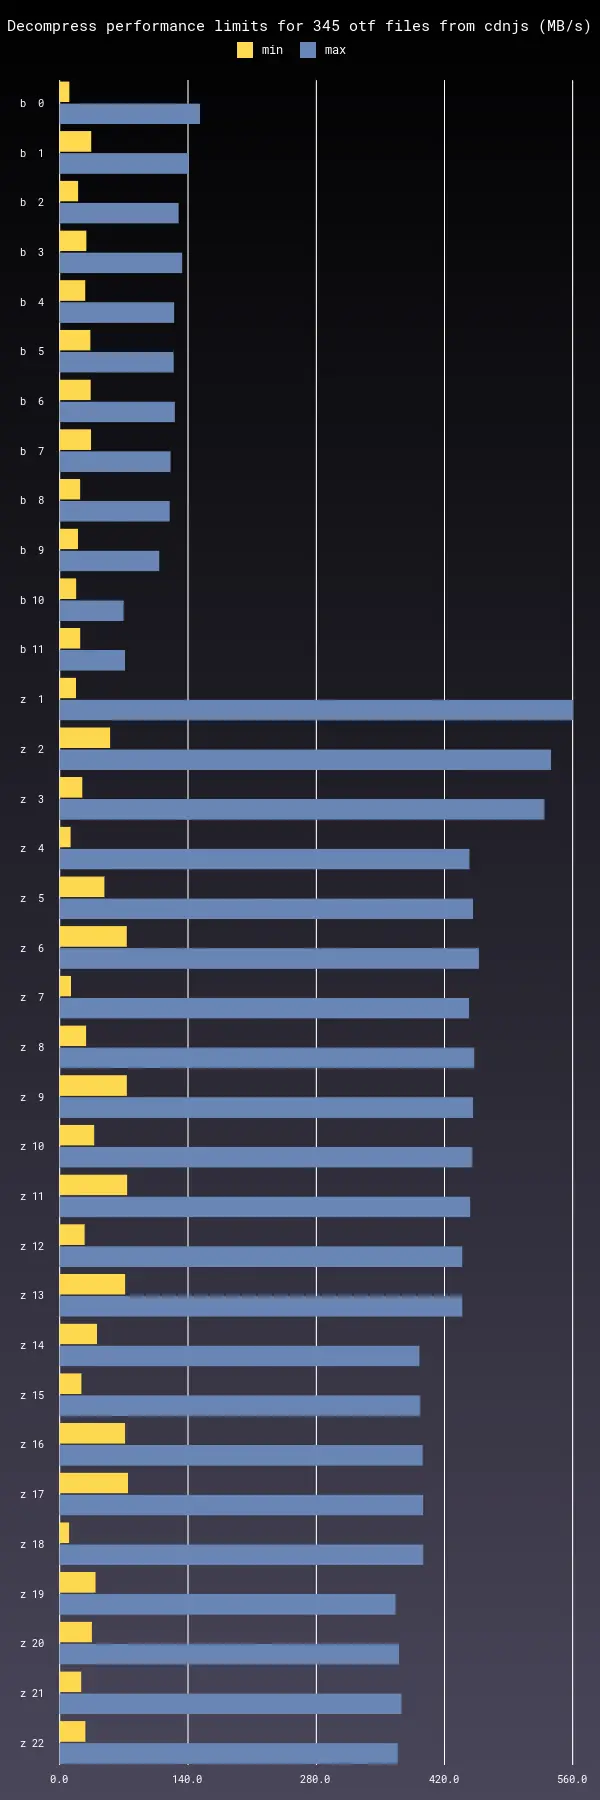 Decompress performance limits for 345 otf files from cdnjs (MB/s)
min max
b 0
b 1
b 2
b 3
b 4
b 5
b 6
b 7
b 8
b 9
b 10
b 11
z 1
z 2
z 3
z 4
z 5
z 6
z 7
z 8
z 9
z 10
z 11
z 12
z 13
z 14
z 15
z 16
z 17
z 18
z 19
z 20
z 21
z 22
0.0 140.0 280.0 420.0 560.0